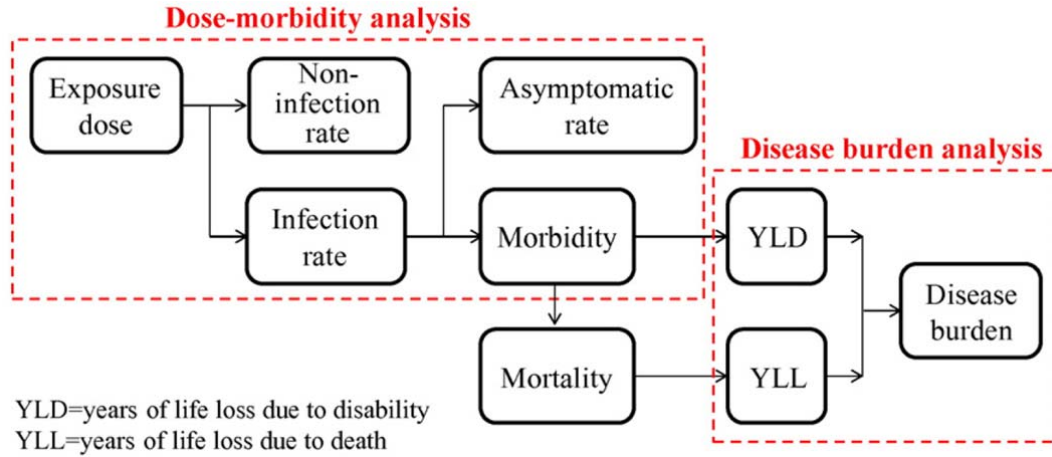 Dose-morbidity analysis
Exposure
dose
Non-
infection
rate
Asymptomatic
rate
Disease burden analysis
Infection
rate
Morbidity
YLD
Disease
burden
Mortality
YLL
YLD=years of life loss due to disability
YLL=years of life loss due to death